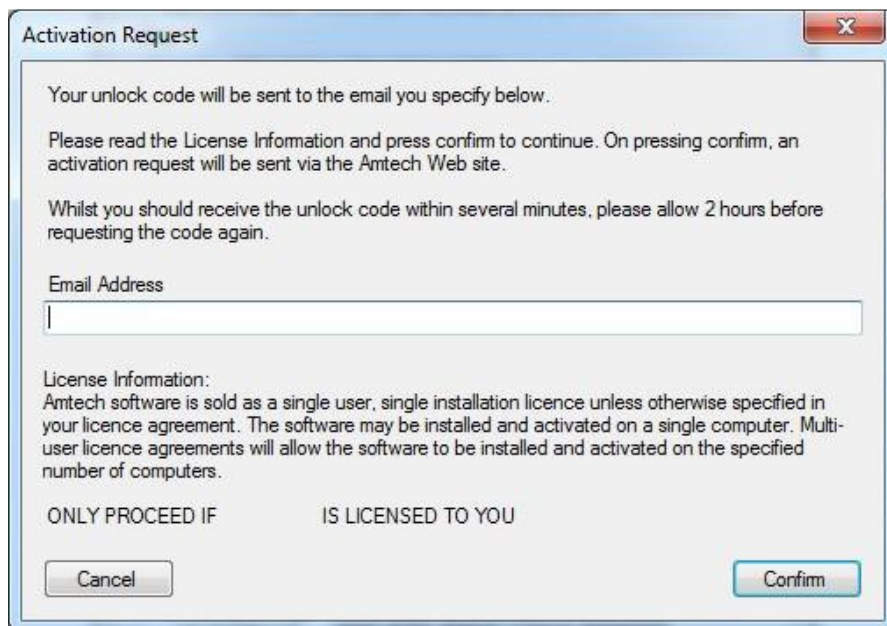 Activation Request
Your unlock code will be sent to the email you specify below.
Please read the License Information and press confirm to continue. On pressing confirm, an
activation request will be sent via the Amtech Web site.
Whilst you should receive the unlock code within several minutes, please allow 2 hours before
requesting the code again.
Email Address
License Information:
Amtech software is sold as a single user, single installation licence unless otherwise specified in
your licence agreement. The software may be installed and activated on a single computer. Multi-
user licence agreements will allow the software to be installed and activated on the specified
number of computers.
ONLY PROCEED IF IS LICENSED TO YOU
Cancel Confirm